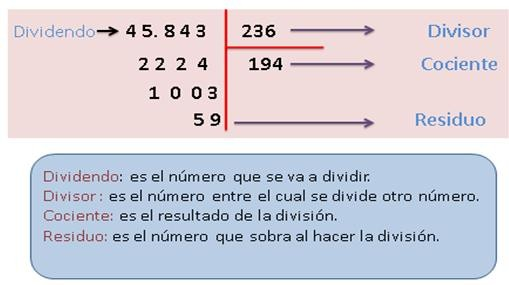 Dividendo 45.843 236 Divisor
2224 194 Cociente
1003
59 Residuo
Dividendo: es el número que se va a dividir.
Divisor: es el número entre el cual se divide otro número.
Cociente: es el resultado de la división.
Residuo: es el número que sobra al hacer la división.